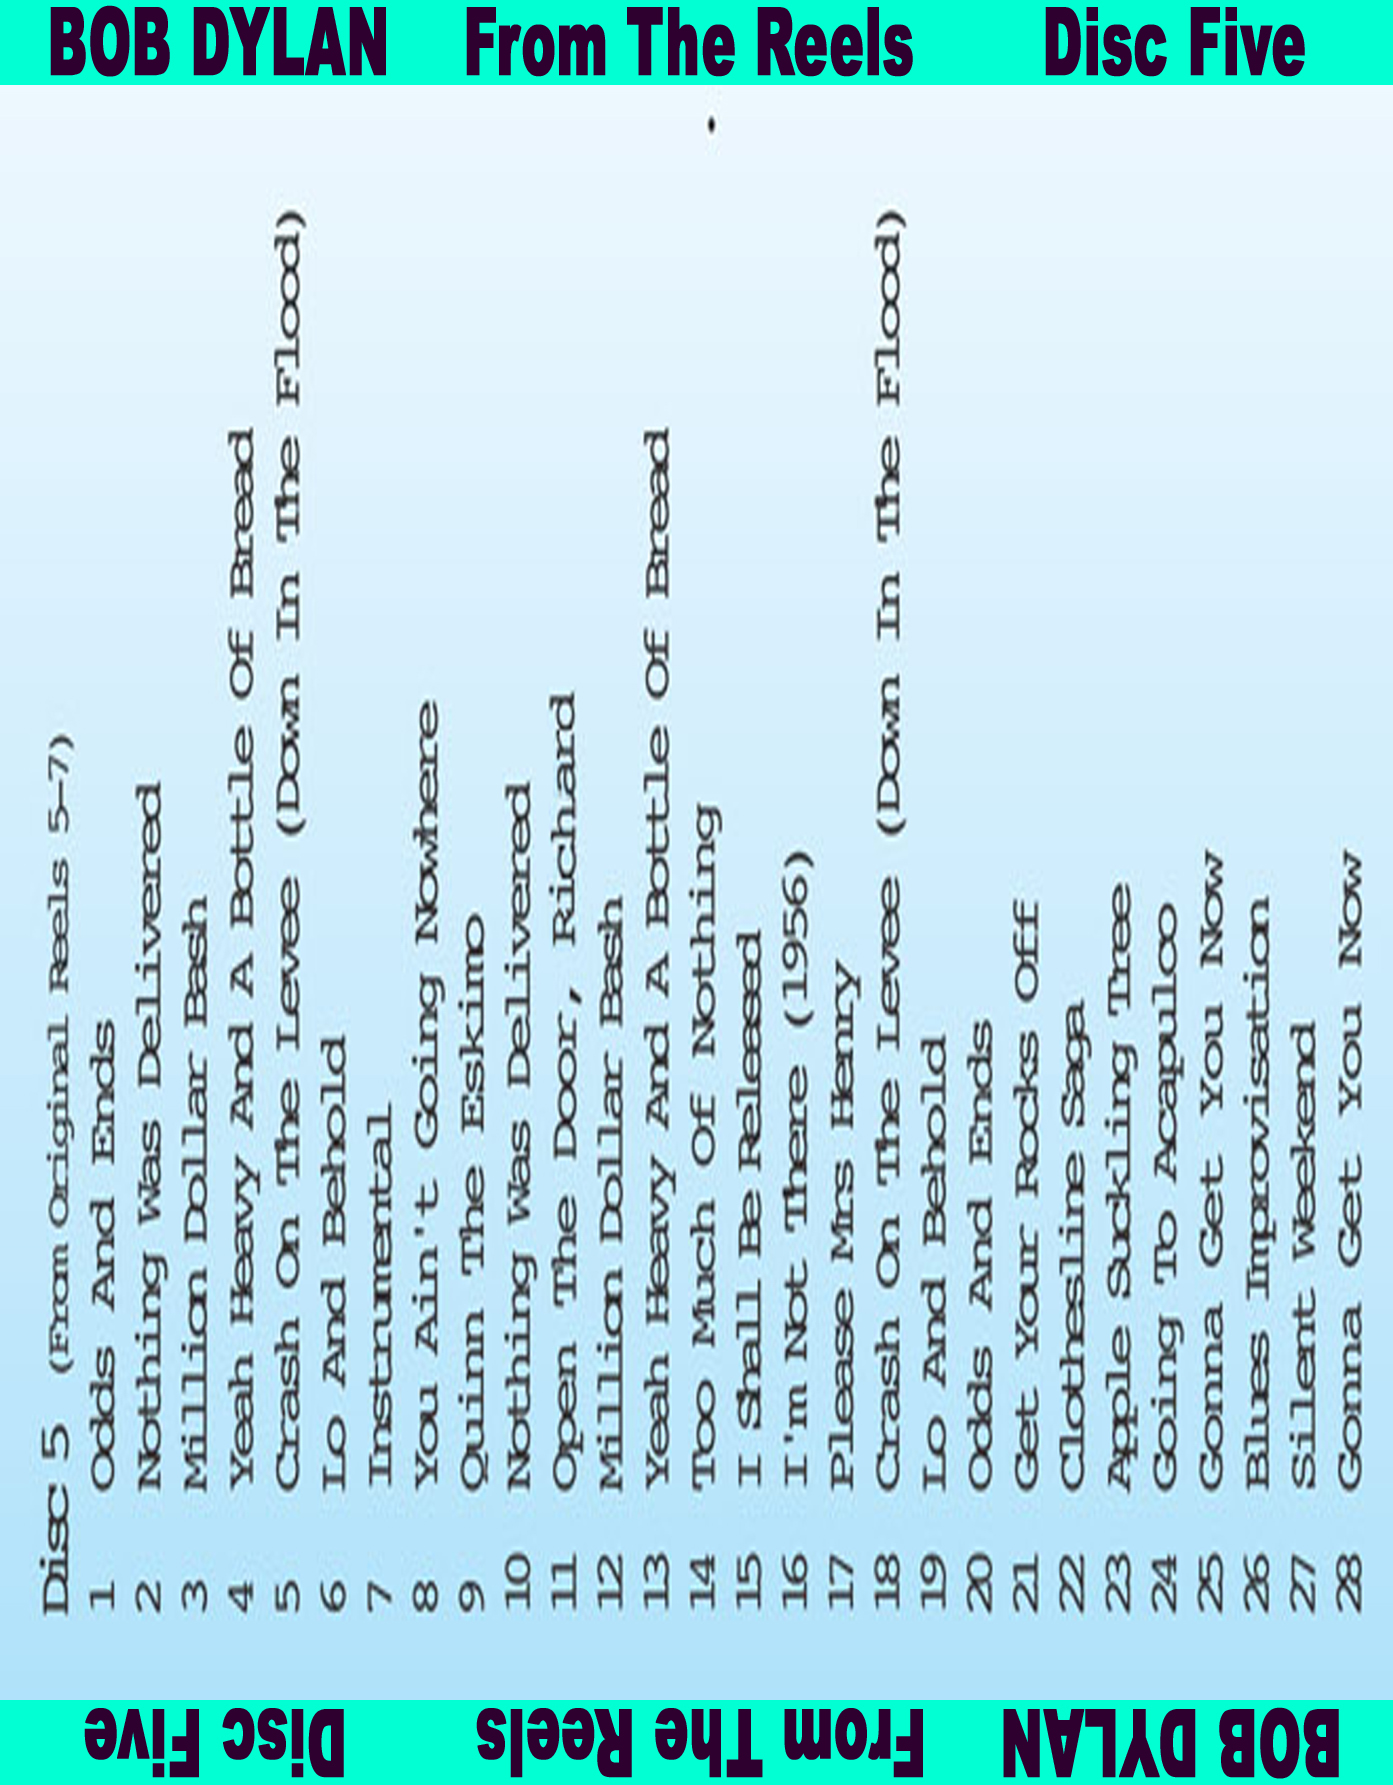 BOB DYLAN From The Reels Disc Five
Disc 5 (From Original Reels 5-7)
1 Odds And Ends
2 Nothing Was Delivered
3 Million Dollar Bash
4 Yeah Heavy And A Bottle Of Bread
5 Crash On The Levee (Down In The Flood)
6 Lo And Behold
7 Instrumental
8 You Ain't Going Nowhere
9 Quinn The Eskimo
10 Nothing Was Delivered
11 Open The Door, Richard
12 Million Dollar Bash
13 Yeah Heavy And A Bottle Of Bread
14 Too Much Of Nothing
15 I Shall Be Released
16 I'm Not There (1956)
17 Please Mrs Henry
18 Crash On The Levee (Down In The Flood)
19 Lo And Behold
20 Odds And Ends
21 Get Your Rocks Off
22 Clothesline Saga
23 Apple Suckling Tree
24 Going To Acapulco
25 Gonna Get You Now
26 Blues Improvisation
27 Silent Weekend
28 Gonna Get You Now
BOB DYLAN From The Reels Disc Five